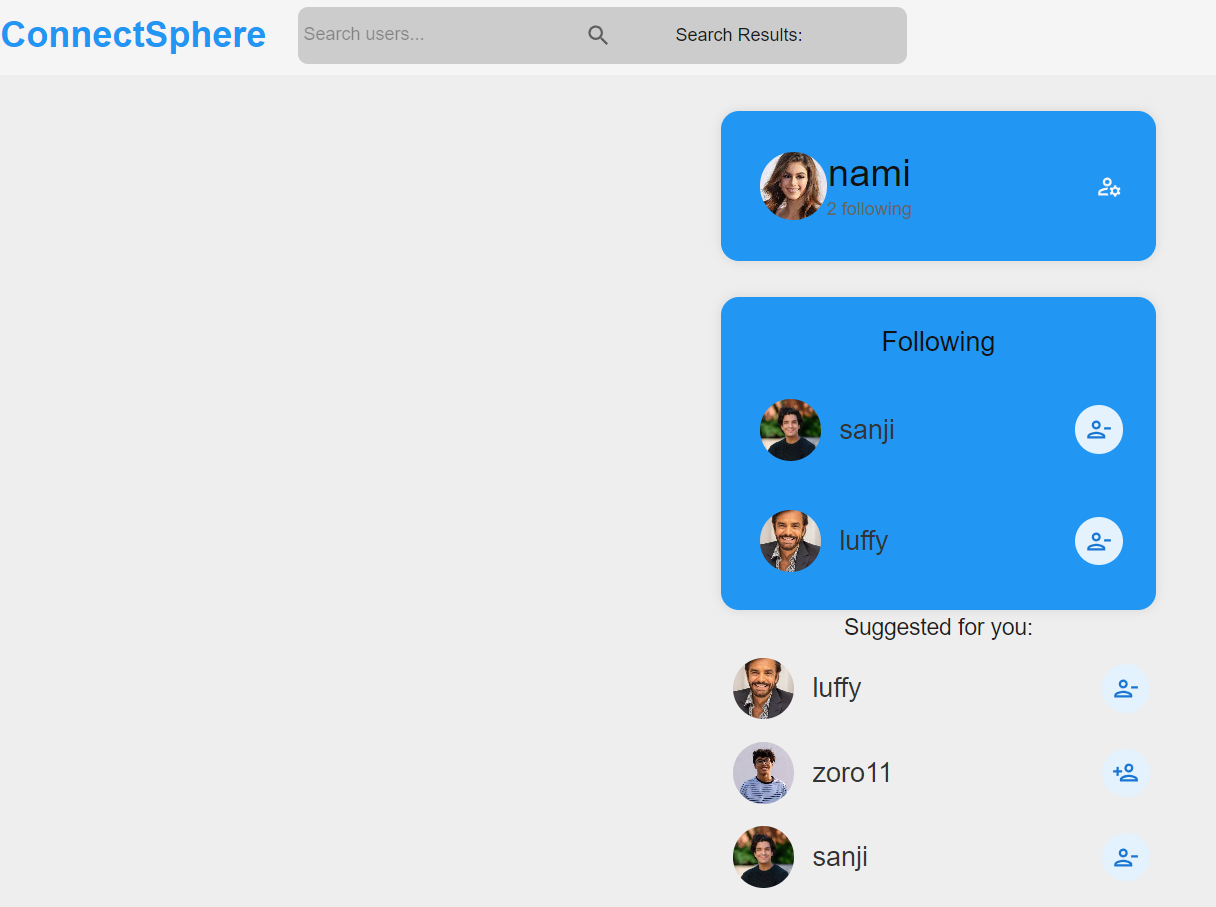 ConnectSphere
Search users...
Search Results:
nami
2 following
Following
sanji
luffy
Suggested for you:
luffy
zoro11
sanji